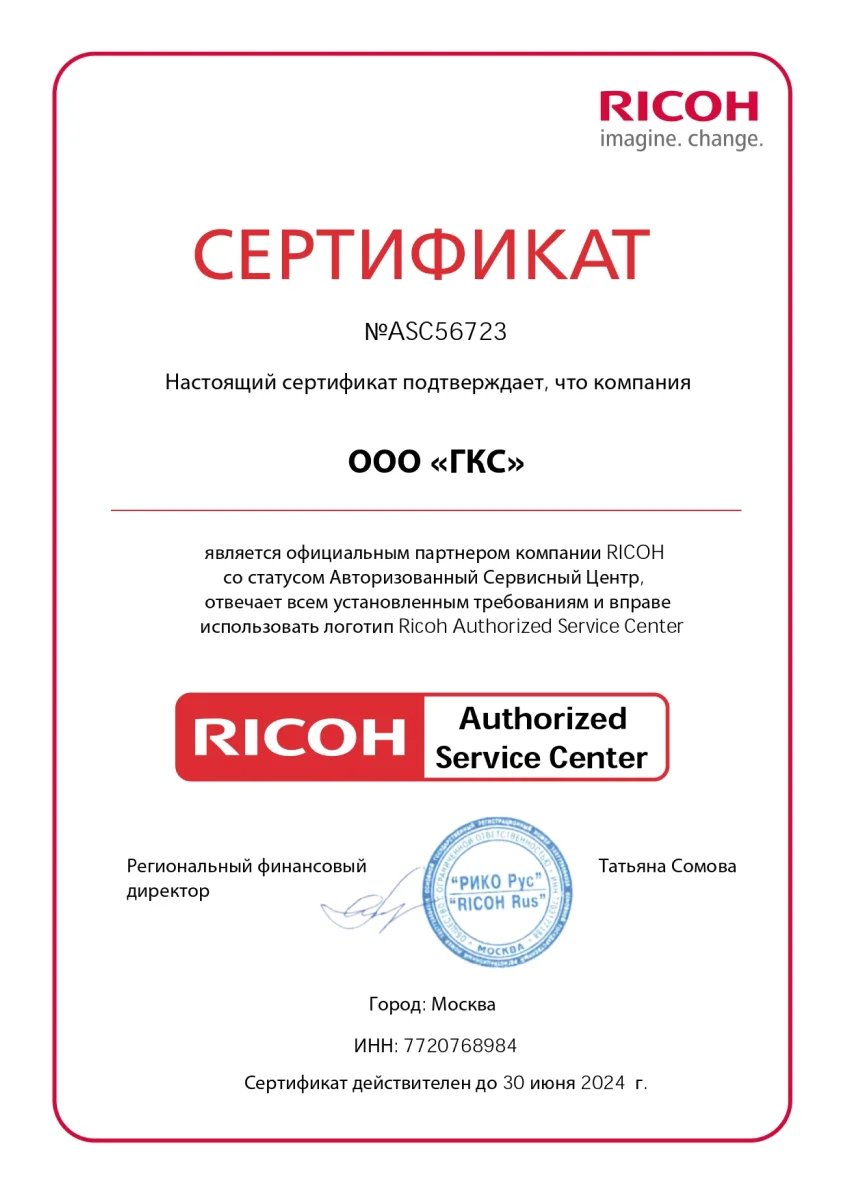 RICOH
imagine. change.
СЕРТИФИКАТ
№ASC56723
Настоящий сертификат подтверждает, что компания
ООО «ГКС»
является официальным партнером компании RICOH
со статусом Авторизованный Сервисный Центр,
отвечает всем установленным требованиям и вправе
использовать логотип Ricoh Authorized Service Center
RICOH
Authorized
Service Center
Региональный финансовый
директор
"РИКО Рус"
"RICOH Rus"
МОСКВА
Татьяна Сомова
Город: Москва
ИНН: 7720768984
Сертификат действителен до 30 июня 2024 г.